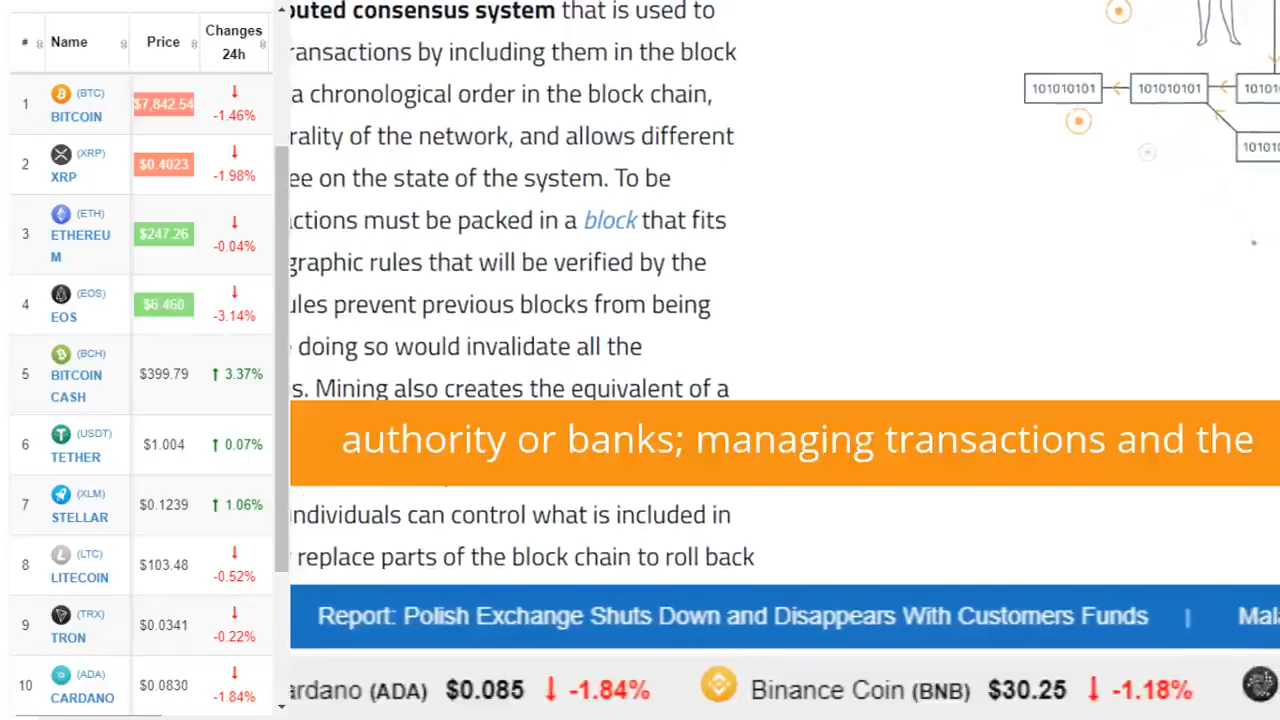 # Name Price Changes 24h
1 (BTC) BITCOIN $7,842.54 ↓ -1.46%
2 (XRP) XRP $0.4023 ↓ -1.98%
3 (ETH) ETHEREUM $247.26 ↓ -0.04%
4 (EOS) EOS $6.460 ↓ -3.14%
5 (BCH) BITCOIN CASH $399.79 ↑ 3.37%
6 (USDT) TETHER $1.004 ↑ 0.07%
7 (XLM) STELLAR $0.1239 ↑ 1.06%
8 (LTC) LITECOIN $103.48 ↓ -0.52%
9 (TRX) TRON $0.0341 ↓ -0.22%
10 (ADA) CARDANO $0.0830 ↓ -1.84%
outed consensus system that is used to
ransactions by including them in the block
a chronological order in the block chain,
rality of the network, and allows different
ee on the state of the system. To be
actions must be packed in a block that fits
graphic rules that will be verified by the
ules prevent previous blocks from being
doing so would invalidate all the
s. Mining also creates the equivalent of a
authority or banks; managing transactions and the
individuals can control what is included in
replace parts of the block chain to roll back
101010101 101010101 10101
10101
Report: Polish Exchange Shuts Down and Disappears With Customers Funds | Mal
ardano (ADA) $0.085 ↓ -1.84% Binance Coin (BNB) $30.25 ↓ -1.18%